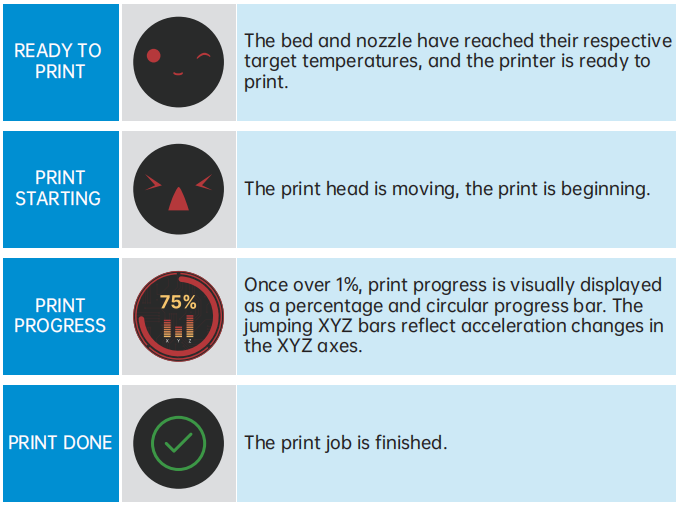 READY TO
PRINT
The bed and nozzle have reached their respective
target temperatures, and the printer is ready to
print.
PRINT
STARTING
The print head is moving, the print is beginning.
PRINT
PROGRESS
75%
X Y Z
Once over 1%, print progress is visually displayed
as a percentage and circular progress bar. The
jumping XYZ bars reflect acceleration changes in
the XYZ axes.
PRINT DONE
The print job is finished.